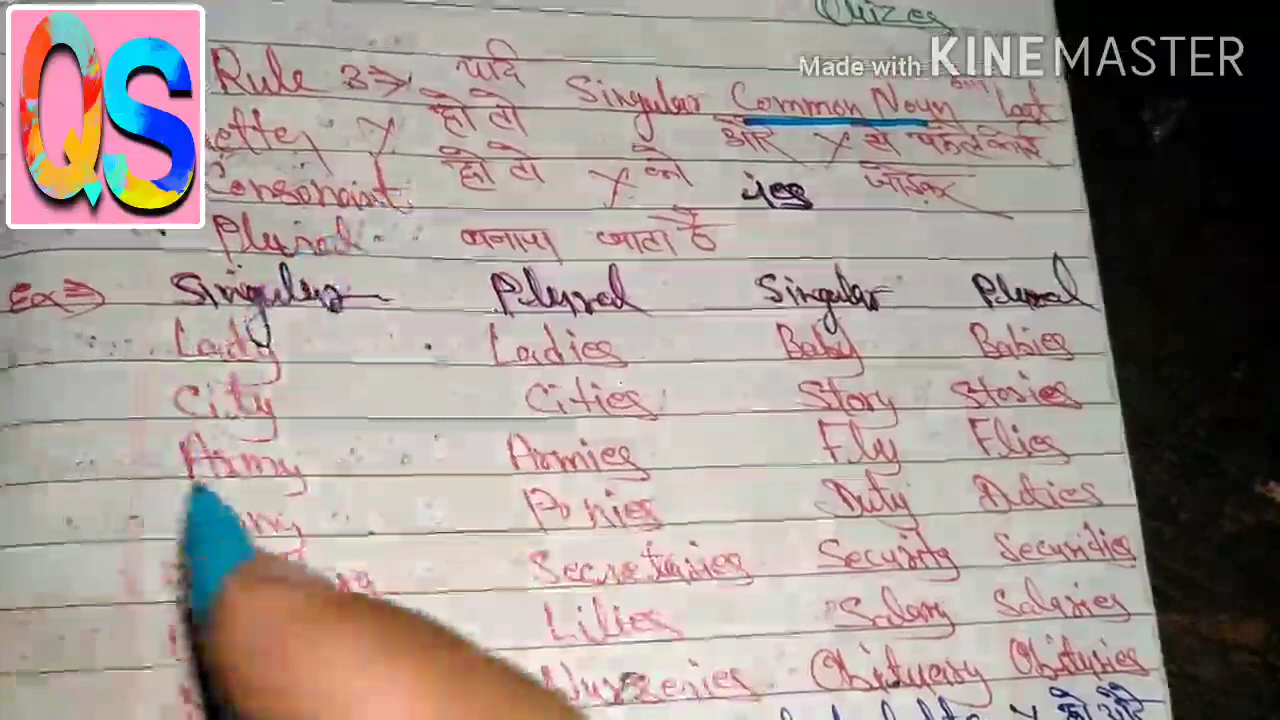 QS
Quizes
Made with KINEMASTER
Rule 3⇒ यदि Singular Common Noun का Last
letter Y हो तो और Y से पहले कोई
Consonant हो तो Y को ies जोड़कर
Plural बनाया जाता है
Ex⇒ Singular Plural Singular Plural
Lady Ladies Baby Babies
City Cities Story Stories
Army Armies Fly Flies
Ponies Duty Duties
Secretaries Security Securities
Lilies Salary Salaries
Nurseries Obituary Obituries
Y को